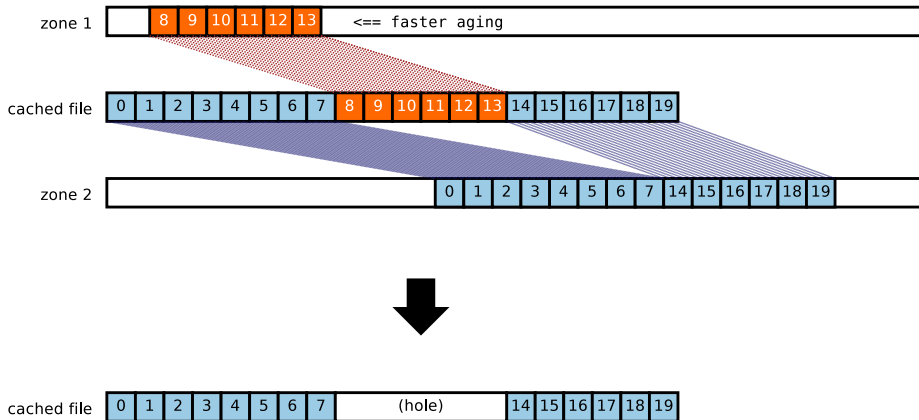 zone 1 8 9 10 11 12 13 <== faster aging
cached file 0 1 2 3 4 5 6 7 8 9 10 11 12 13 14 15 16 17 18 19
zone 2 0 1 2 3 4 5 6 7 14 15 16 17 18 19
cached file 0 1 2 3 4 5 6 7 (hole) 14 15 16 17 18 19